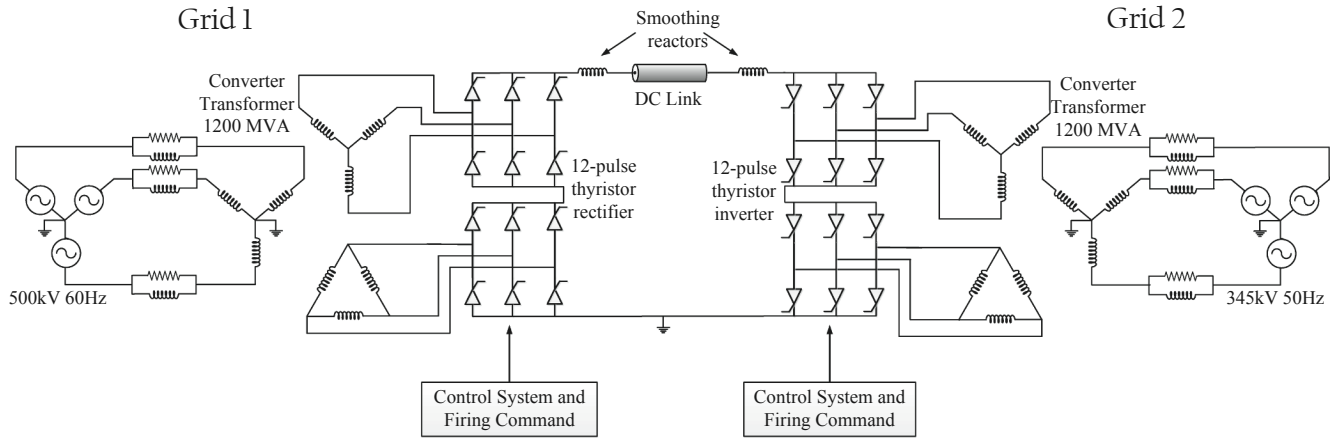 Grid 1
Smoothing
reactors
Grid 2
Converter
Transformer
1200 MVA
DC Link
Converter
Transformer
1200 MVA
12-pulse
thyristor
rectifier
12-pulse
thyristor
inverter
500kV 60Hz
345kV 50Hz
Control System and
Firing Command
Control System and
Firing Command